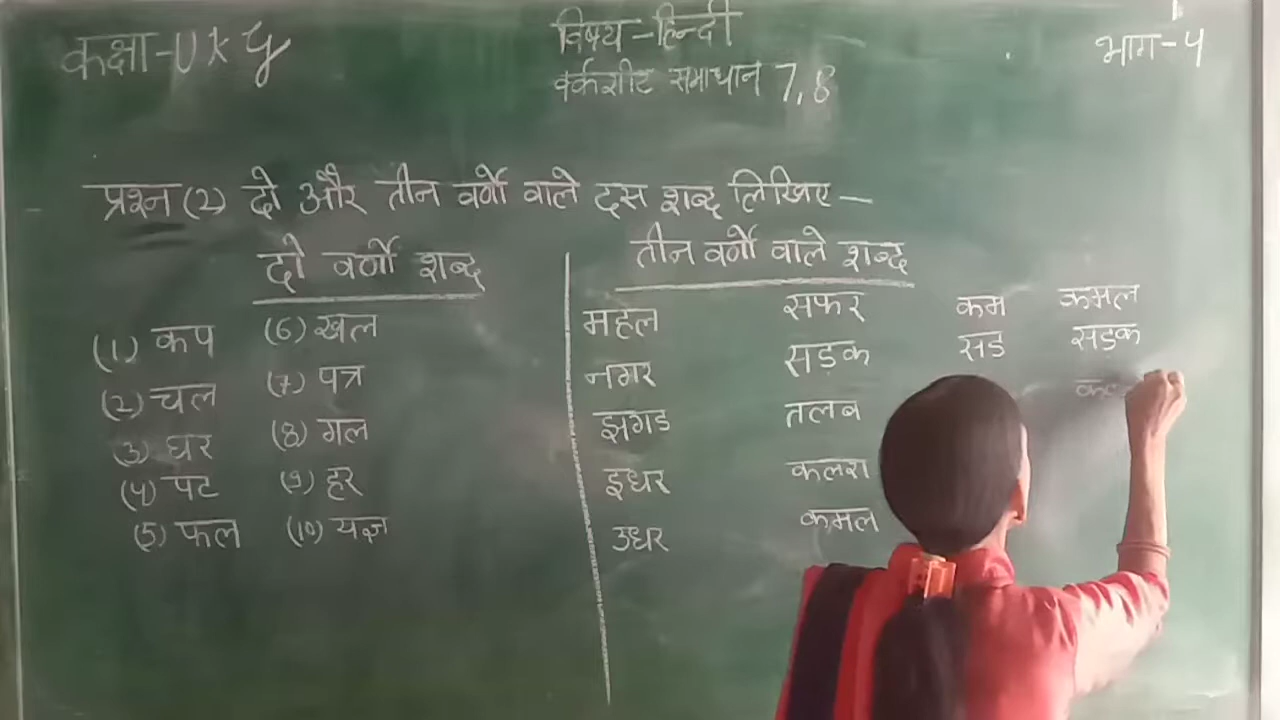 कक्षा-U.K.G
विषय-हिन्दी
भाग-५
वर्कशीट समाधान 7,8
प्रश्न (2) दो और तीन वर्णो वाले दस शब्द लिखिए-
दो वर्णो शब्द
तीन वर्णो वाले शब्द
(1) कप
(6) खल
(2) चल
(7) पत्र
(3) घर
(8) गल
(4) पट
(9) हर
(5) फल
(10) यज्ञ
महल
सफर
नगर
सड़क
झगड
तलब
इधर
कलश
उधर
कमल
कम
कमल
सड
सड़क